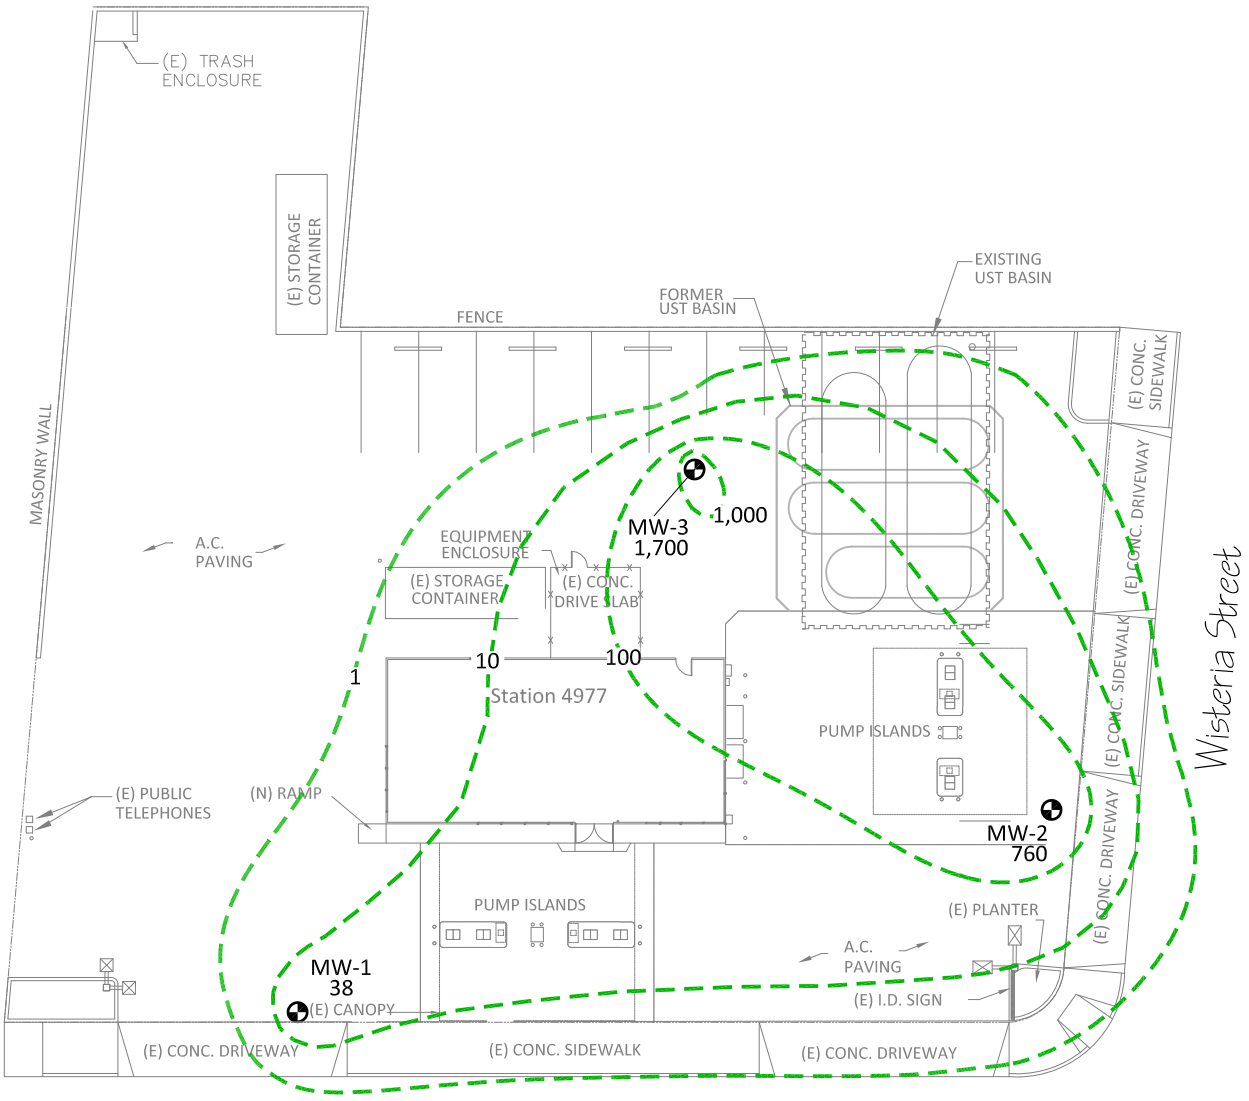 (E) TRASH
ENCLOSURE
(E) STORAGE
CONTAINER
EXISTING
UST BASIN
FORMER
UST BASIN
FENCE
(E) CONC.
SIDEWALK
MASONRY WALL
(E) CONC. DRIVEWAY
1,000
MW-3
1,700
A.C.
PAVING
EQUIPMENT
ENCLOSURE
(E) STORAGE
CONTAINER
(E) CONC.
DRIVE SLAB
Wisteria Street
(E) CONC. SIDEWALK
1
10
100
Station 4977
PUMP ISLANDS
(E) PUBLIC
TELEPHONES
(N) RAMP
MW-2
760
(E) CONC. DRIVEWAY
PUMP ISLANDS
(E) PLANTER
A.C.
PAVING
MW-1
38
(E) CANOPY
(E) I.D. SIGN
(E) CONC. DRIVEWAY
(E) CONC. SIDEWALK
(E) CONC. DRIVEWAY